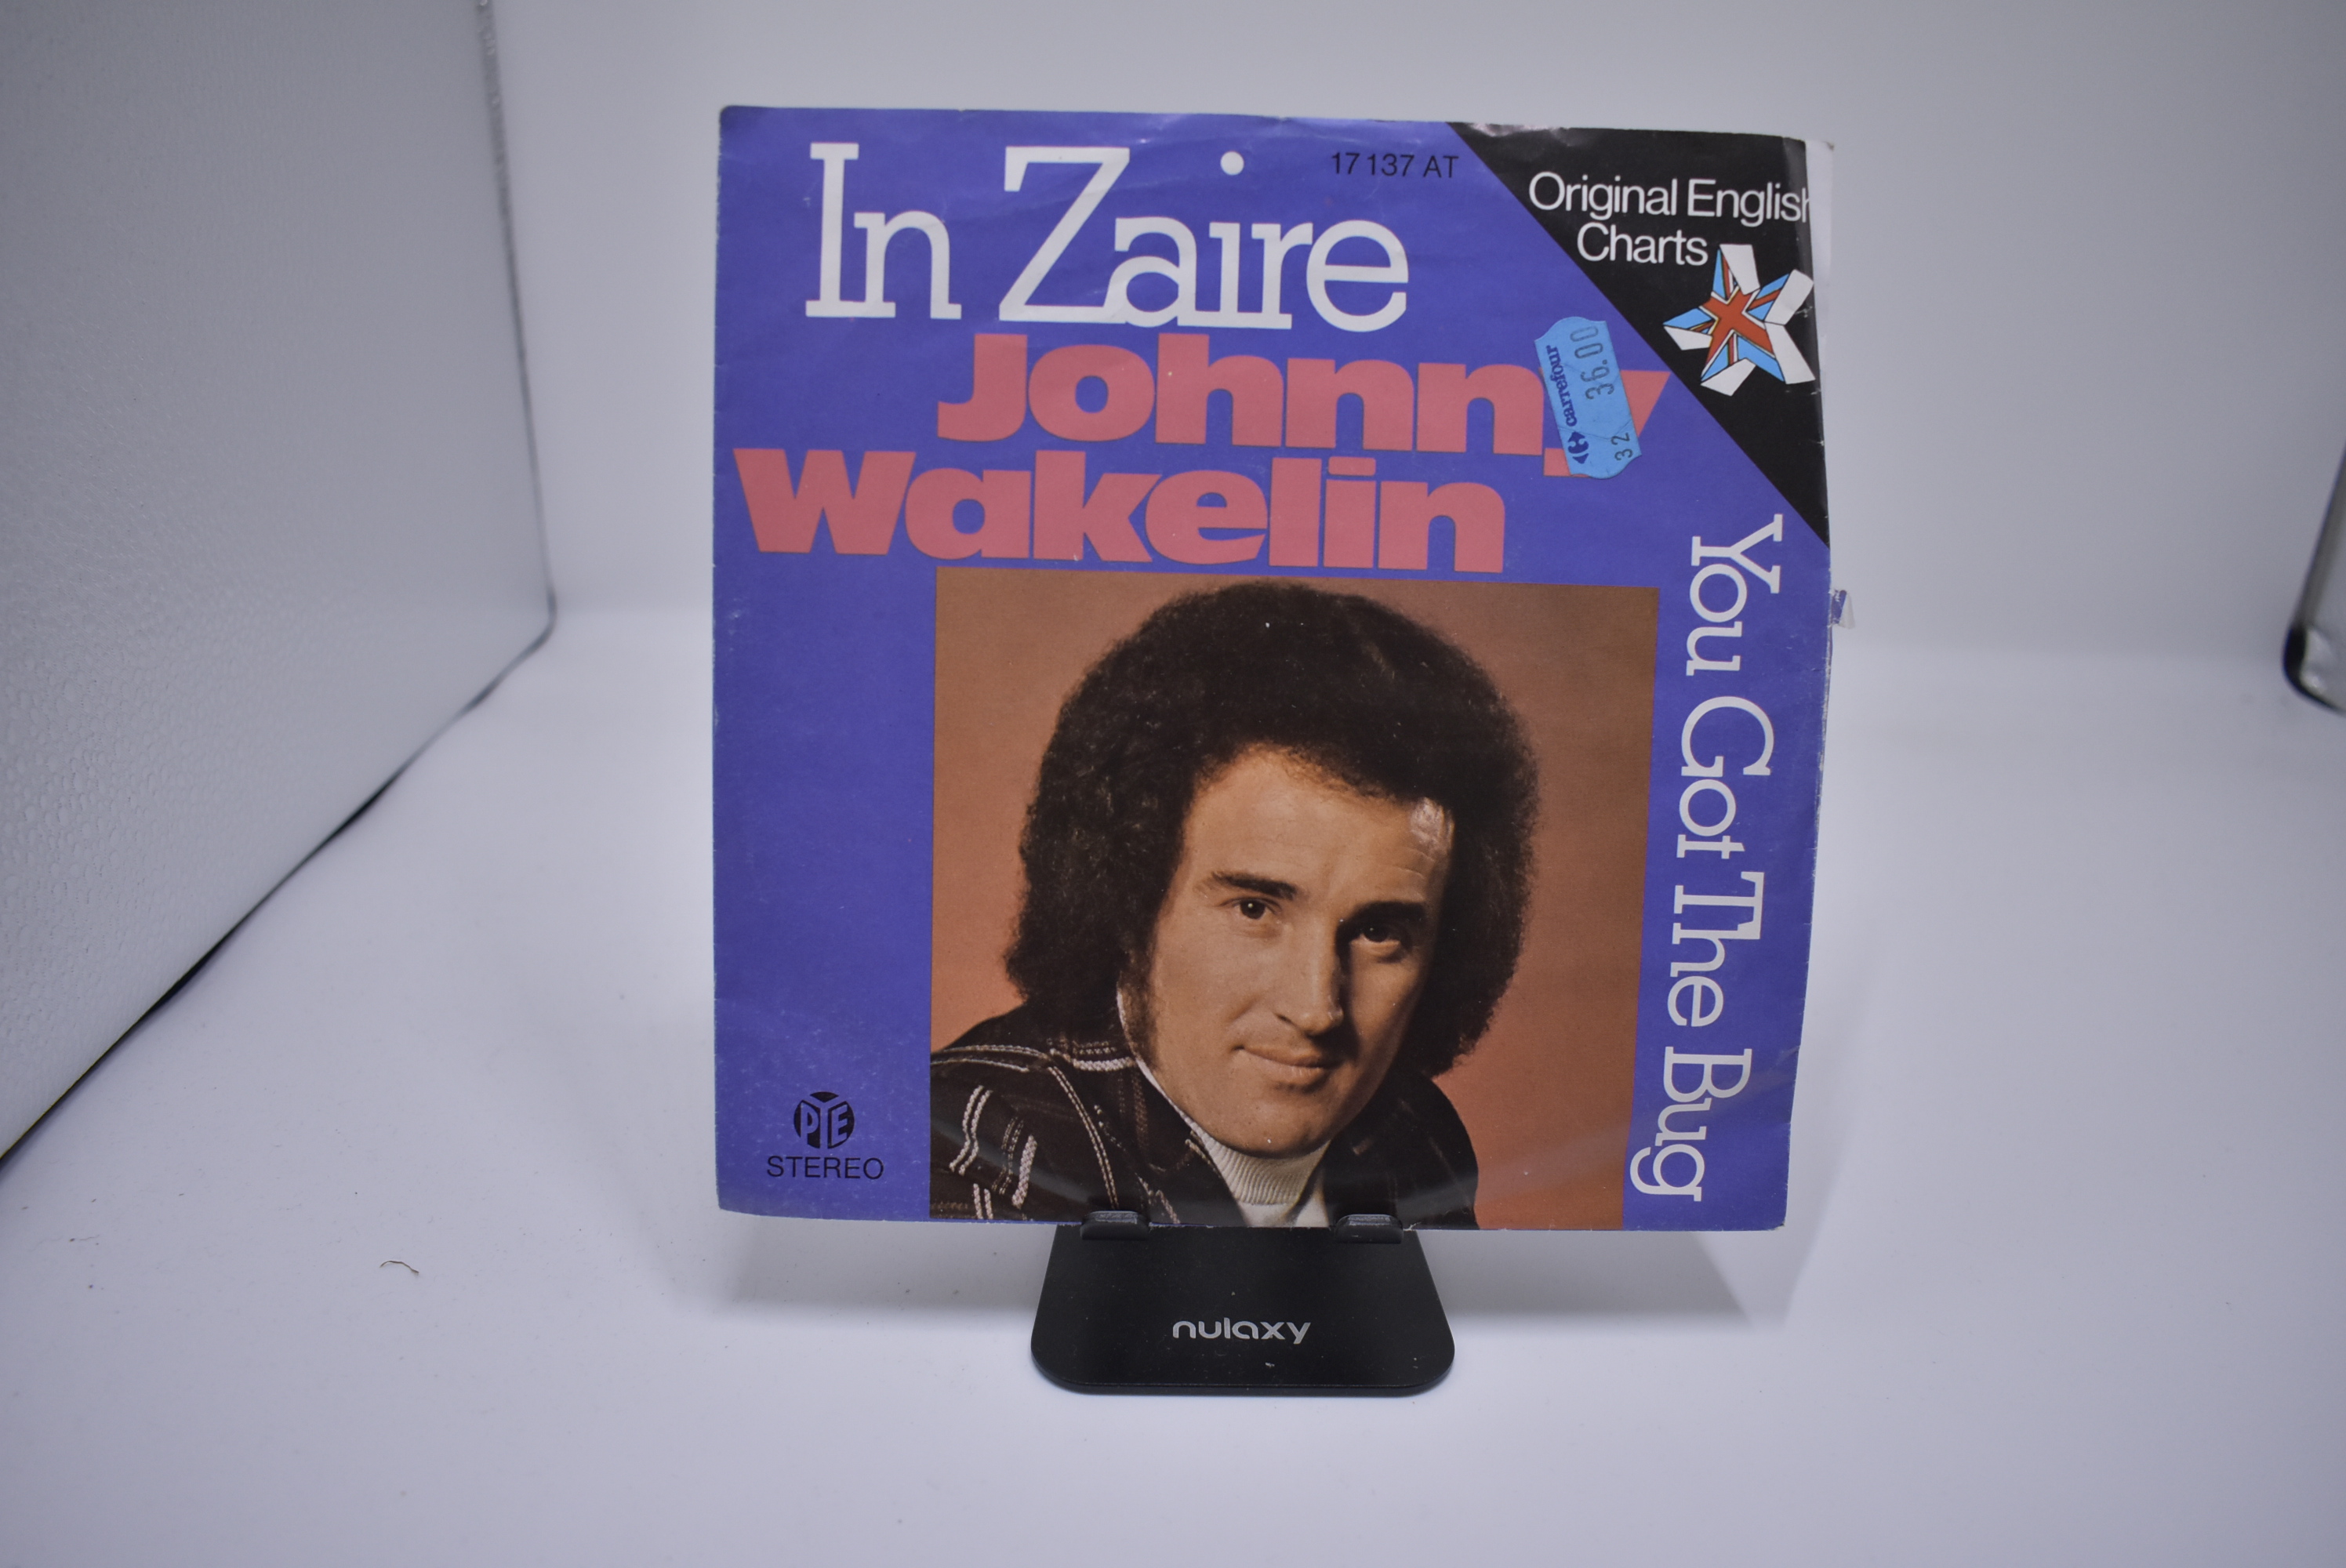 In Zaire
17 137 AT
Original English
Charts
Johnny
Wakelin
carrefour
32 36.00
You Got The Bug
PYE
STEREO
nulaxy